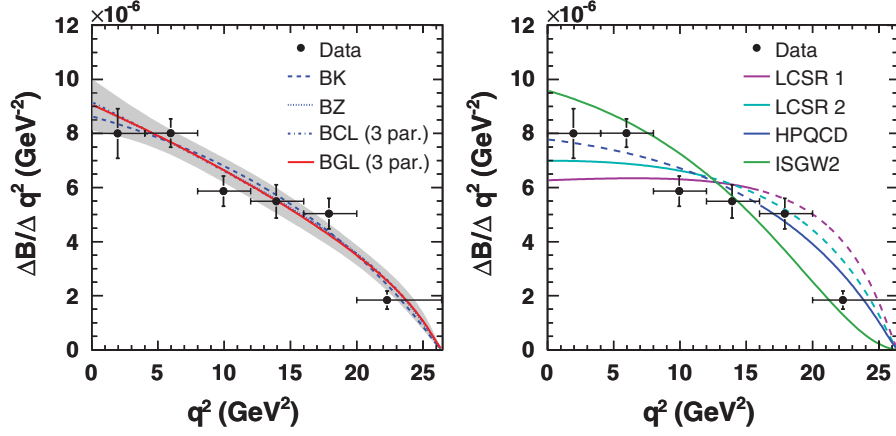 ×10⁻⁶
12
10
8
6
4
2
0
ΔB/Δ q² (GeV⁻²)
Data
BK
BZ
BCL (3 par.)
BGL (3 par.)
0 5 10 15 20 25
q² (GeV²)
×10⁻⁶
12
10
8
6
4
2
0
ΔB/Δ q² (GeV⁻²)
Data
LCSR 1
LCSR 2
HPQCD
ISGW2
0 5 10 15 20 25
q² (GeV²)